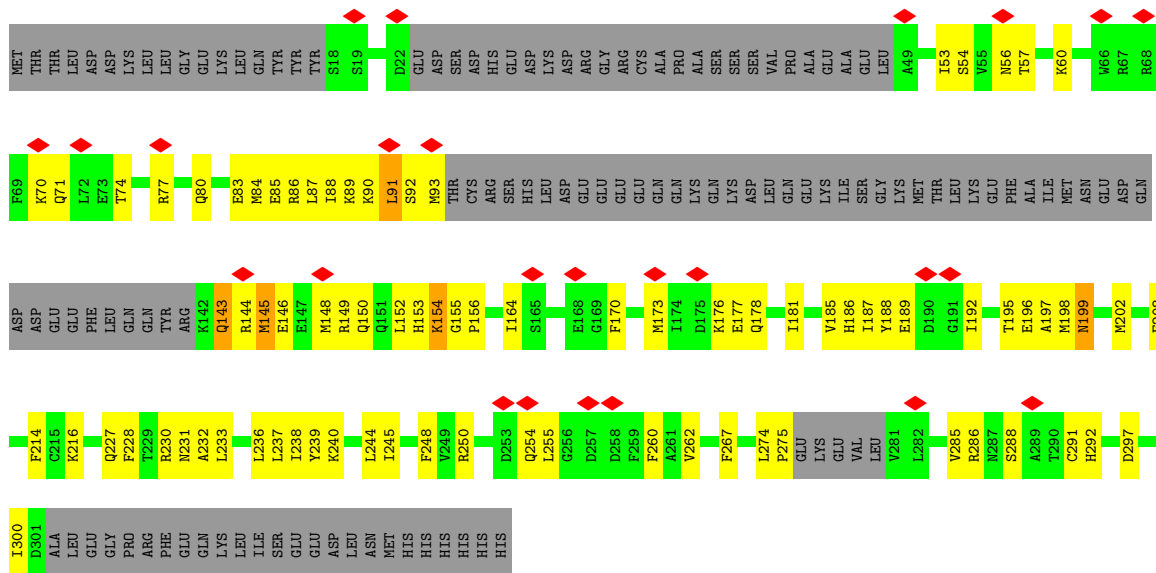 MET THR THR LEU ASP ASP LYS LEU LEU GLY GLU LYS LEU GLN TYR TYR TYR S18 S19 D22 GLU ASP SER ASP HIS GLU ASP LYS ASP ARG GLY ARG CYS ALA PRO ALA SER SER SER VAL PRO ALA GLU ALA GLU LEU A49 I53 S54 V55 N56 T57 K60 W66 R67 R68
F69 K70 Q71 L72 E73 T74 R77 Q80 E83 M84 E85 R86 L87 I88 K89 K90 L91 S92 M93 THR CYS ARG SER HIS LEU ASP GLU GLU GLU GLU GLN GLN LYS GLN LYS ASP LEU GLN GLU LYS ILE SER GLY LYS MET THR LEU LYS GLU PHE ALA ILE MET ASN GLU ASP GLN
ASP ASP GLU GLU PHE LEU GLN GLN TYR ARG K142 Q143 R144 M145 E146 E147 M148 R149 Q150 Q151 L152 H153 K154 G155 P156 I164 S165 E168 G169 F170 M173 I174 D175 K176 E177 Q178 I181 V185 H186 I187 Y188 E189 D190 G191 I192 T195 E196 A197 M198 N199 M202
F214 C215 K216 Q227 F228 T229 R230 N231 A232 L233 L236 L237 I238 Y239 K240 L244 I245 F248 V249 R250 D253 Q254 L255 G256 D257 D258 F259 F260 A261 V262 F267 L274 P275 GLU LYS GLU VAL LEU V281 L282 V285 R286 N287 S288 A289 T290 C291 H292 D297
I300 D301 ALA LEU GLU GLY PRO ARG PHE GLU GLN LYS LEU ILE SER GLU GLU ASP LEU ASN MET HIS HIS HIS HIS HIS HIS